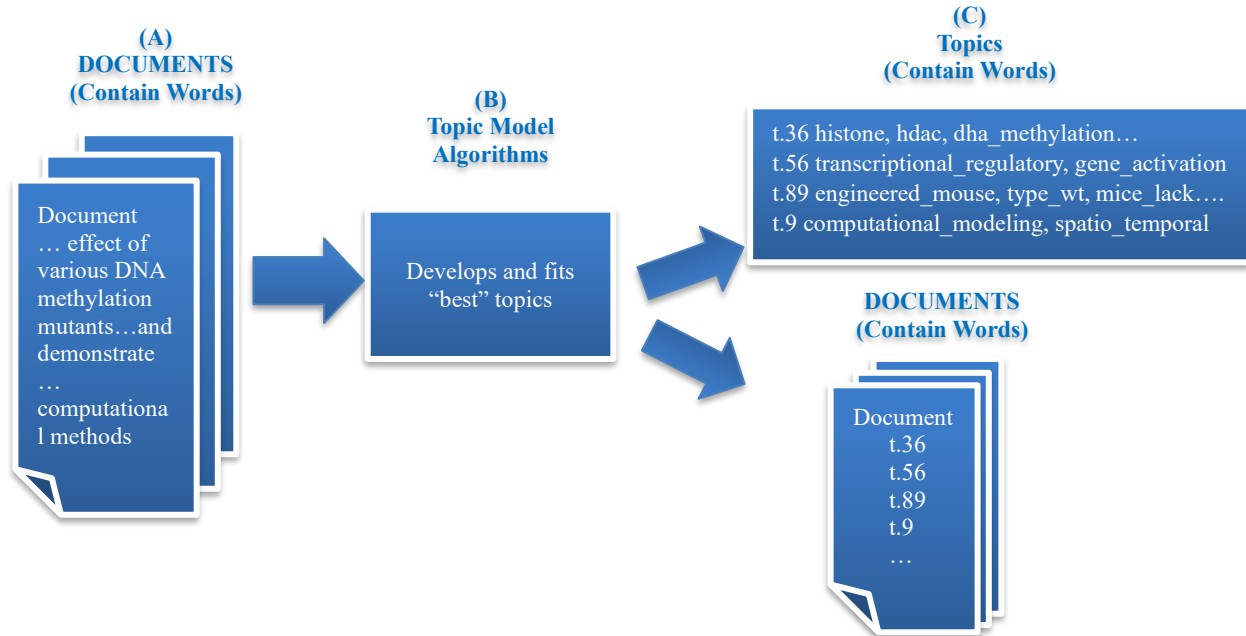 (A)
DOCUMENTS
(Contain Words)
Document
… effect of
various DNA
methylation
mutants…and
demonstrate
…
computationa
l methods
(B)
Topic Model
Algorithms
Develops and fits
“best” topics
(C)
Topics
(Contain Words)
t.36 histone, hdac, dha_methylation…
t.56 transcriptional_regulatory, gene_activation
t.89 engineered_mouse, type_wt, mice_lack….
t.9 computational_modeling, spatio_temporal
DOCUMENTS
(Contain Words)
Document
t.36
t.56
t.89
t.9
…